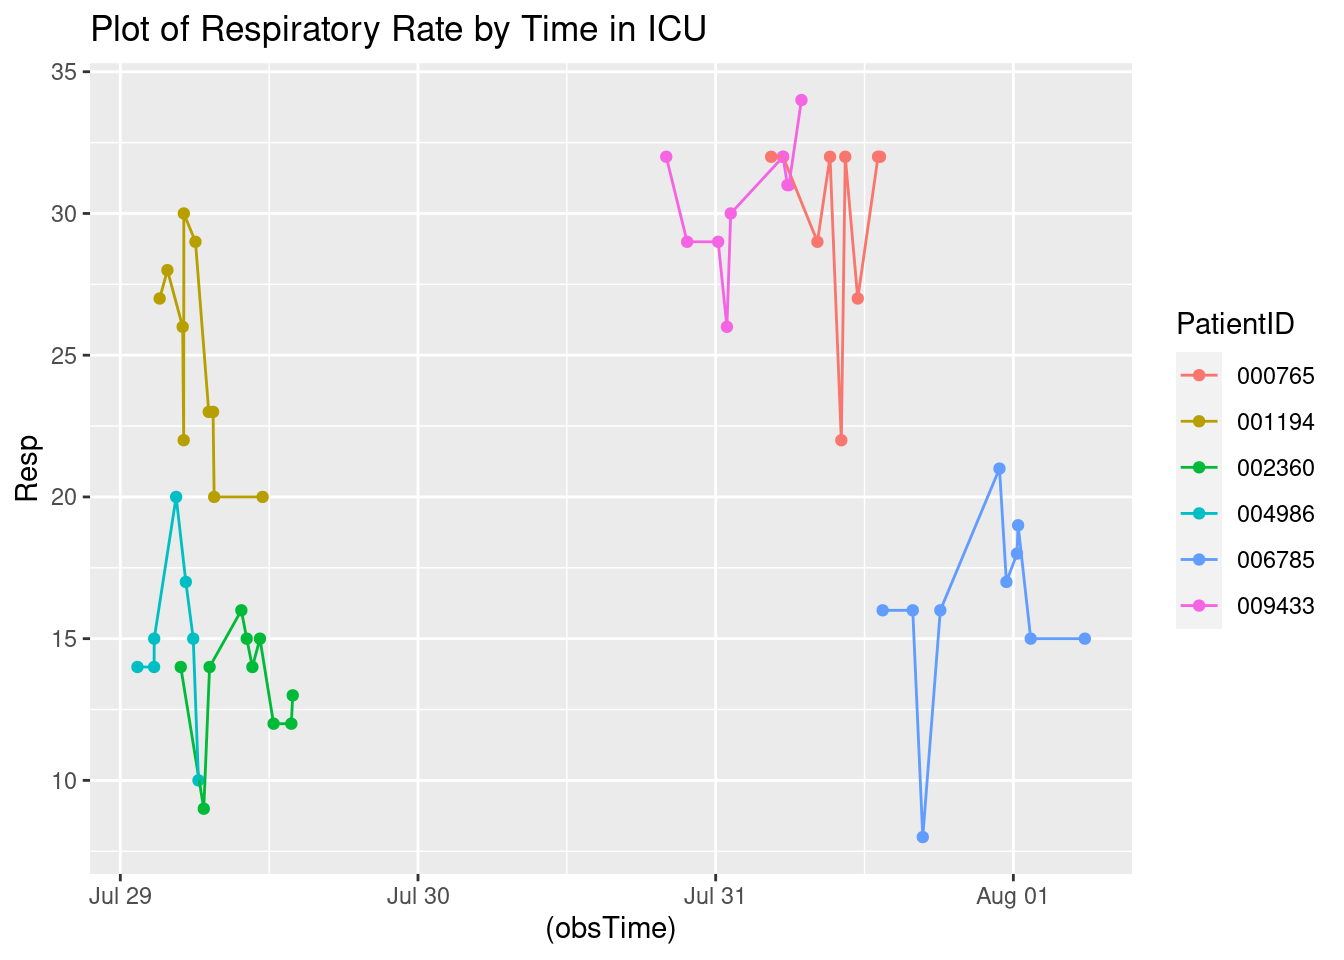 Plot of Respiratory Rate by Time in ICU
35
30
25
20
15
10
Resp
Jul 29
Jul 30
Jul 31
Aug 01
(obsTime)
PatientID
000765
001194
002360
004986
006785
009433